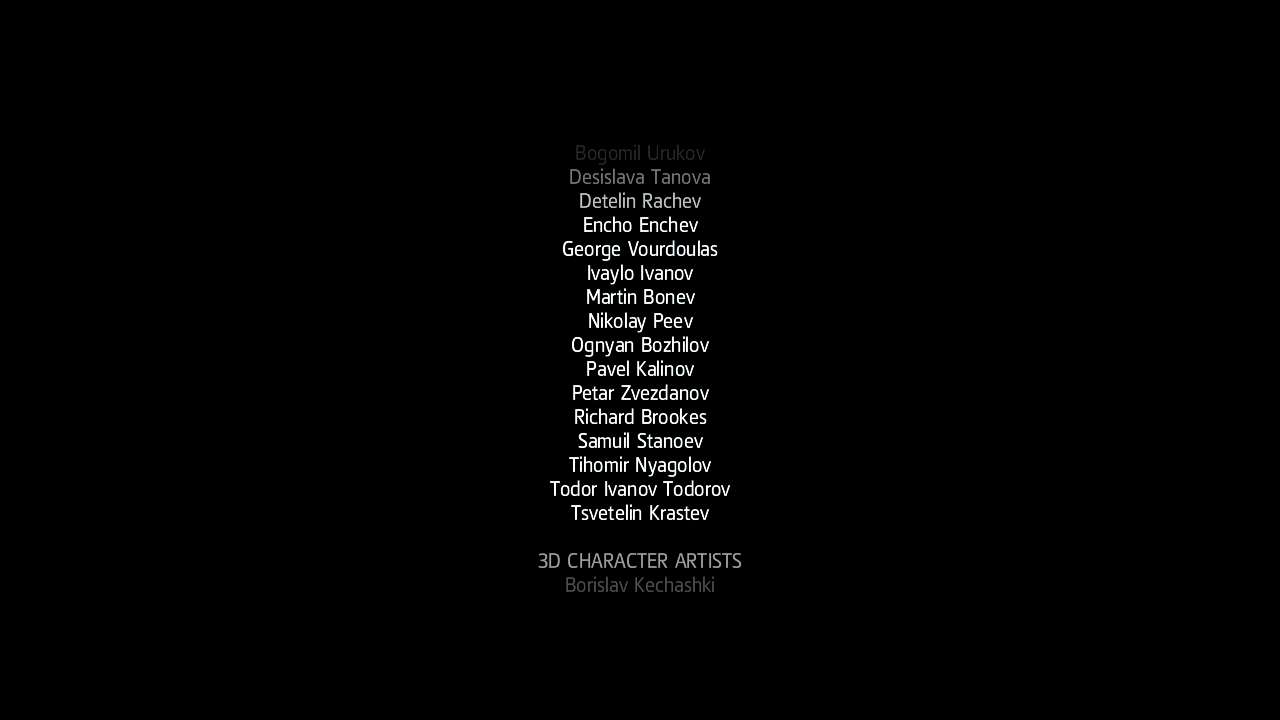 Bogomil Urukov
Desislava Tanova
Detelin Rachev
Encho Enchev
George Vourdoulas
Ivaylo Ivanov
Martin Bonev
Nikolay Peev
Ognyan Bozhilov
Pavel Kalinov
Petar Zvezdanov
Richard Brookes
Samuil Stanoev
Tihomir Nyagolov
Todor Ivanov Todorov
Tsvetelin Krastev
3D CHARACTER ARTISTS
Borislav Kechashki